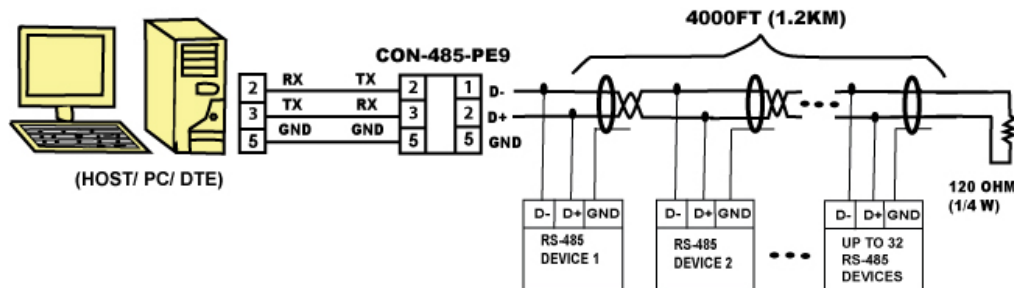 4000FT (1.2KM)
CON-485-PE9
2 RX TX 2 1 D-
3 TX RX 3 2 D+
5 GND GND 5 5 GND
(HOST/ PC/ DTE)
120 OHM
(1/4 W)
D- D+ GND
RS-485
DEVICE 1
D- D+ GND
RS-485
DEVICE 2
D- D+ GND
UP TO 32
RS-485
DEVICES